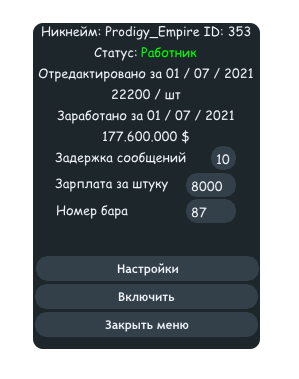 Никнейм: Prodigy_Empire ID: 353
Статус: Работник
Отредактировано за 01 / 07 / 2021
22200 / шт
Заработано за 01 / 07 / 2021
177.600.000 $
Задержка сообщений 10
Зарплата за штуку 8000
Номер бара 87
Настройки
Включить
Закрыть меню